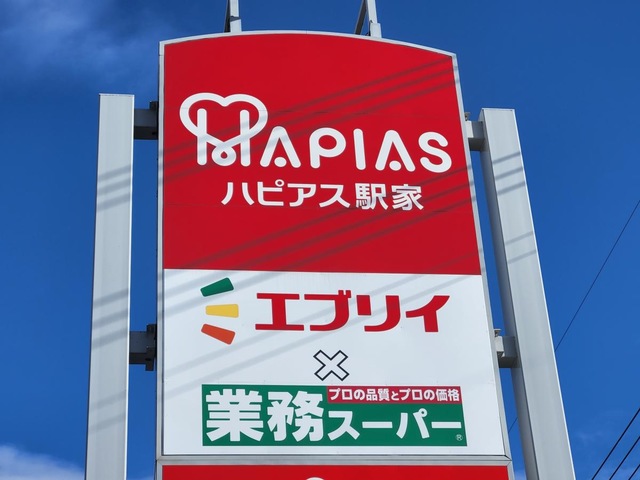 HAPIAS
ハピアス駅家
エブリイ
×
プロの品質とプロの価格
業務スーパー®